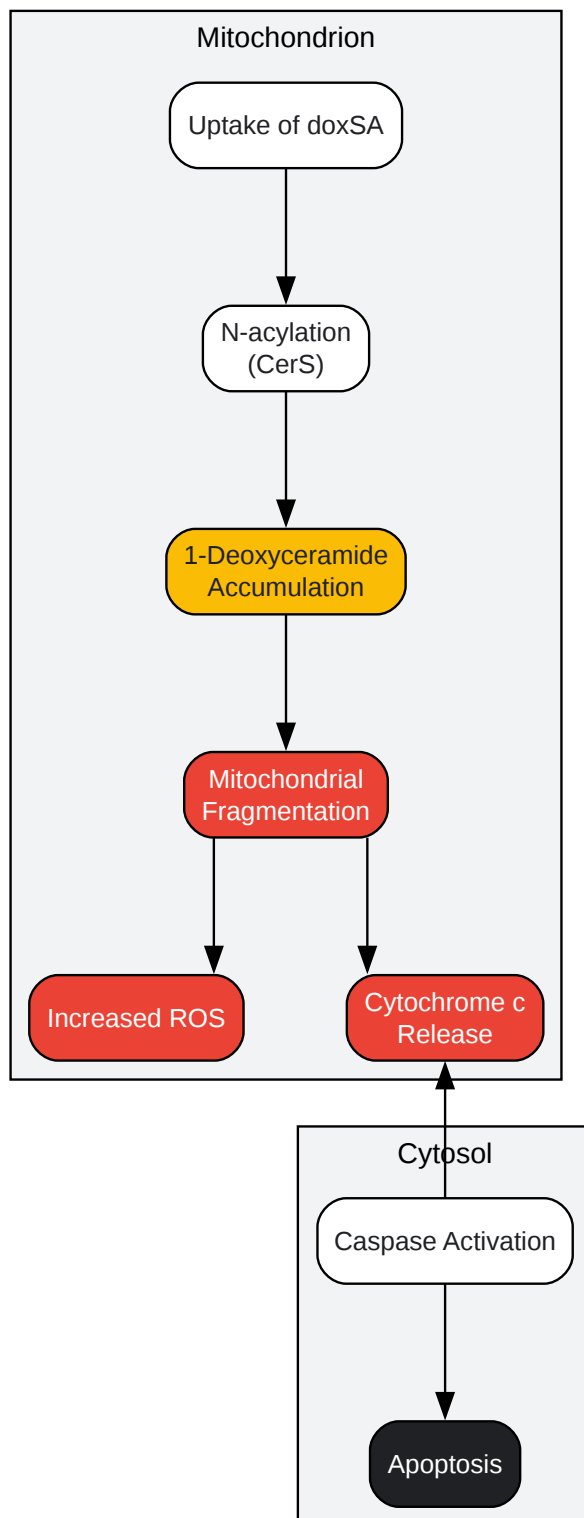 Mitochondrion
Uptake of doxSA
N-acylation
(CerS)
1-Deoxyceramide
Accumulation
Mitochondrial
Fragmentation
Increased ROS
Cytochrome c
Release
Cytosol
Caspase Activation
Apoptosis